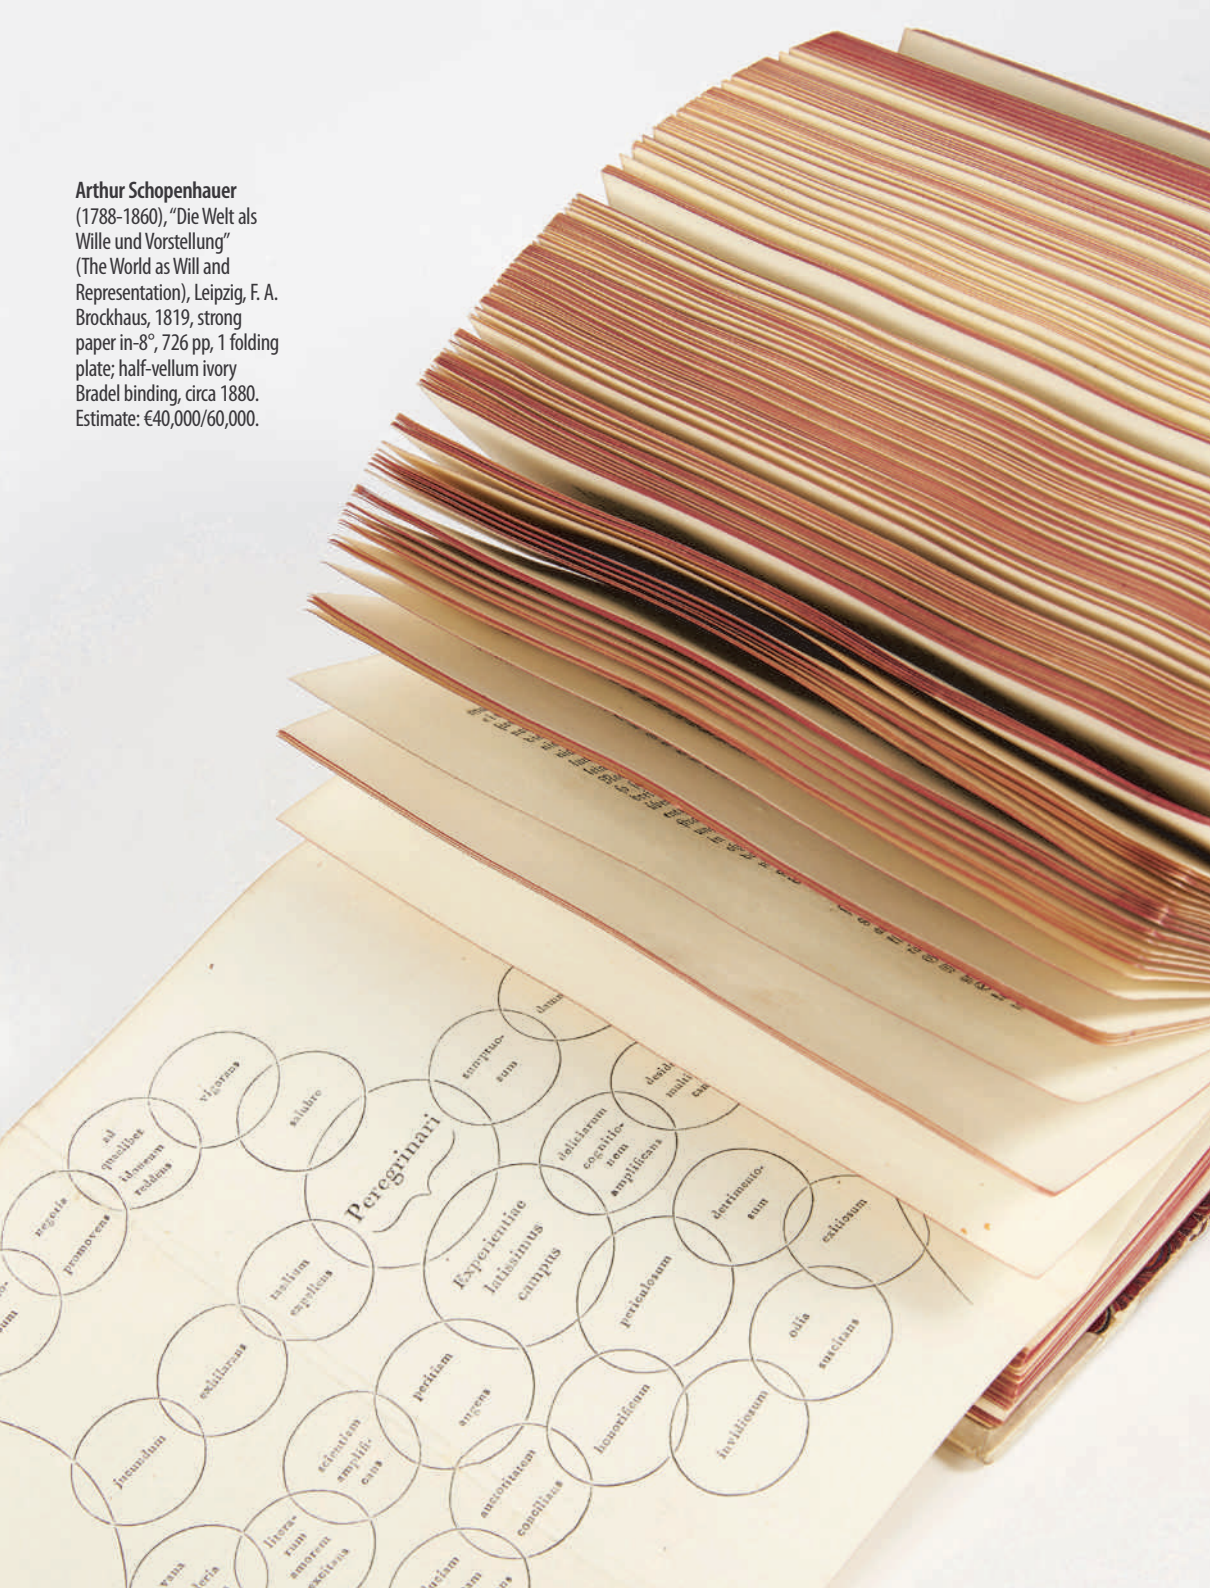 Arthur Schopenhauer
(1788-1860), “Die Welt als
Wille und Vorstellung”
(The World as Will and
Representation), Leipzig, F. A.
Brockhaus, 1819, strong
paper in-8°, 726 pp, 1 folding
plate; half-vellum ivory
Bradel binding, circa 1880.
Estimate: €40,000/60,000.
sumptuo-
sum
vigorans
salubre
ad
quaelibet
idoneum
reddens
negotia
promovens
Peregrinari
deliciarum
cognitio-
nem
amplificans
detrimento-
sum
exitiosum
Experientiae
latissimus
campus
taedium
expellens
periculosum
odia
suscitans
exhilarans
peritiam
augens
honorificum
invidiosum
jucundum
scientiam
amplifi-
cans
auctoritatem
concilians
litera-
rum
amorem
excitans